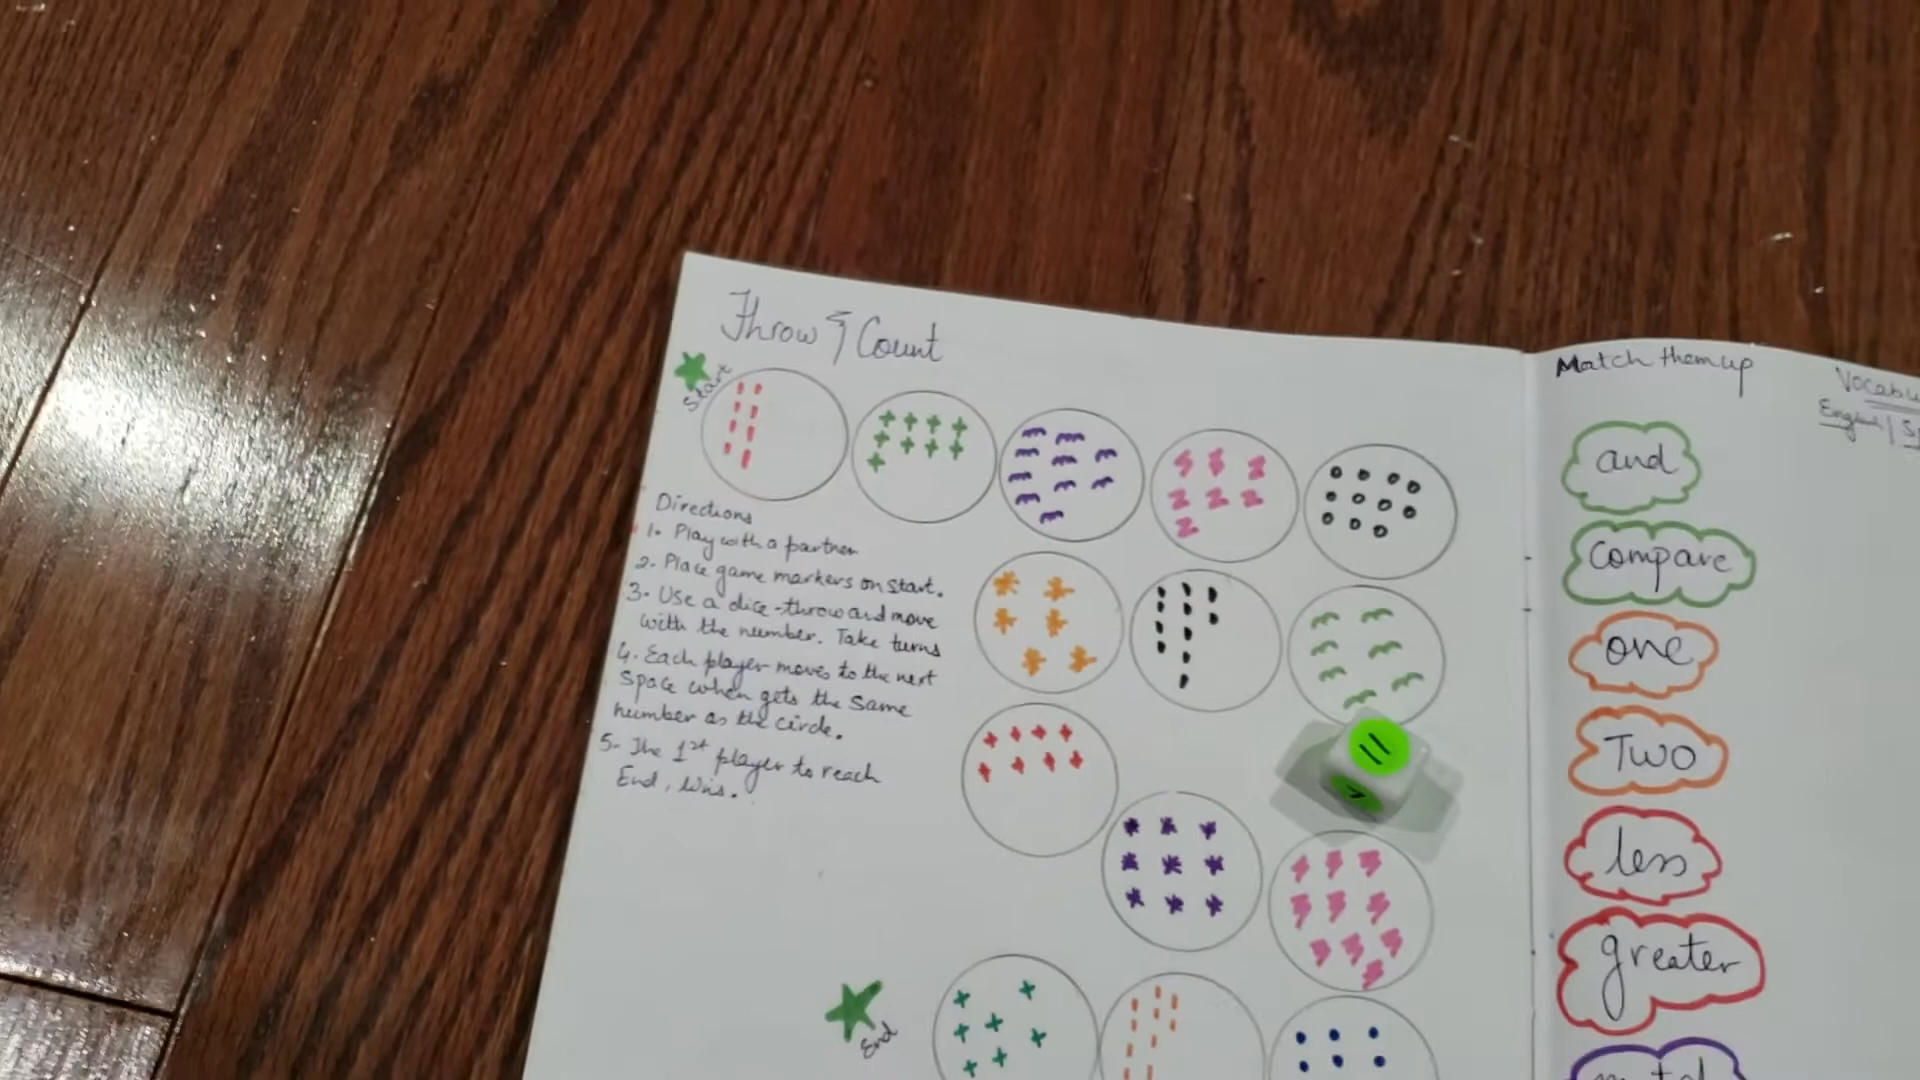 Throw & Count
Start
Directions
1. Play with a partner
2. Place game markers on start.
3. Use a dice - throw and move
with the number. Take turns
4. Each player moves to the next
space when gets the same
number as the circle.
5. The 1st player to reach
End, wins.
End
11
Match them up
and
compare
one
Two
less
greater
English |